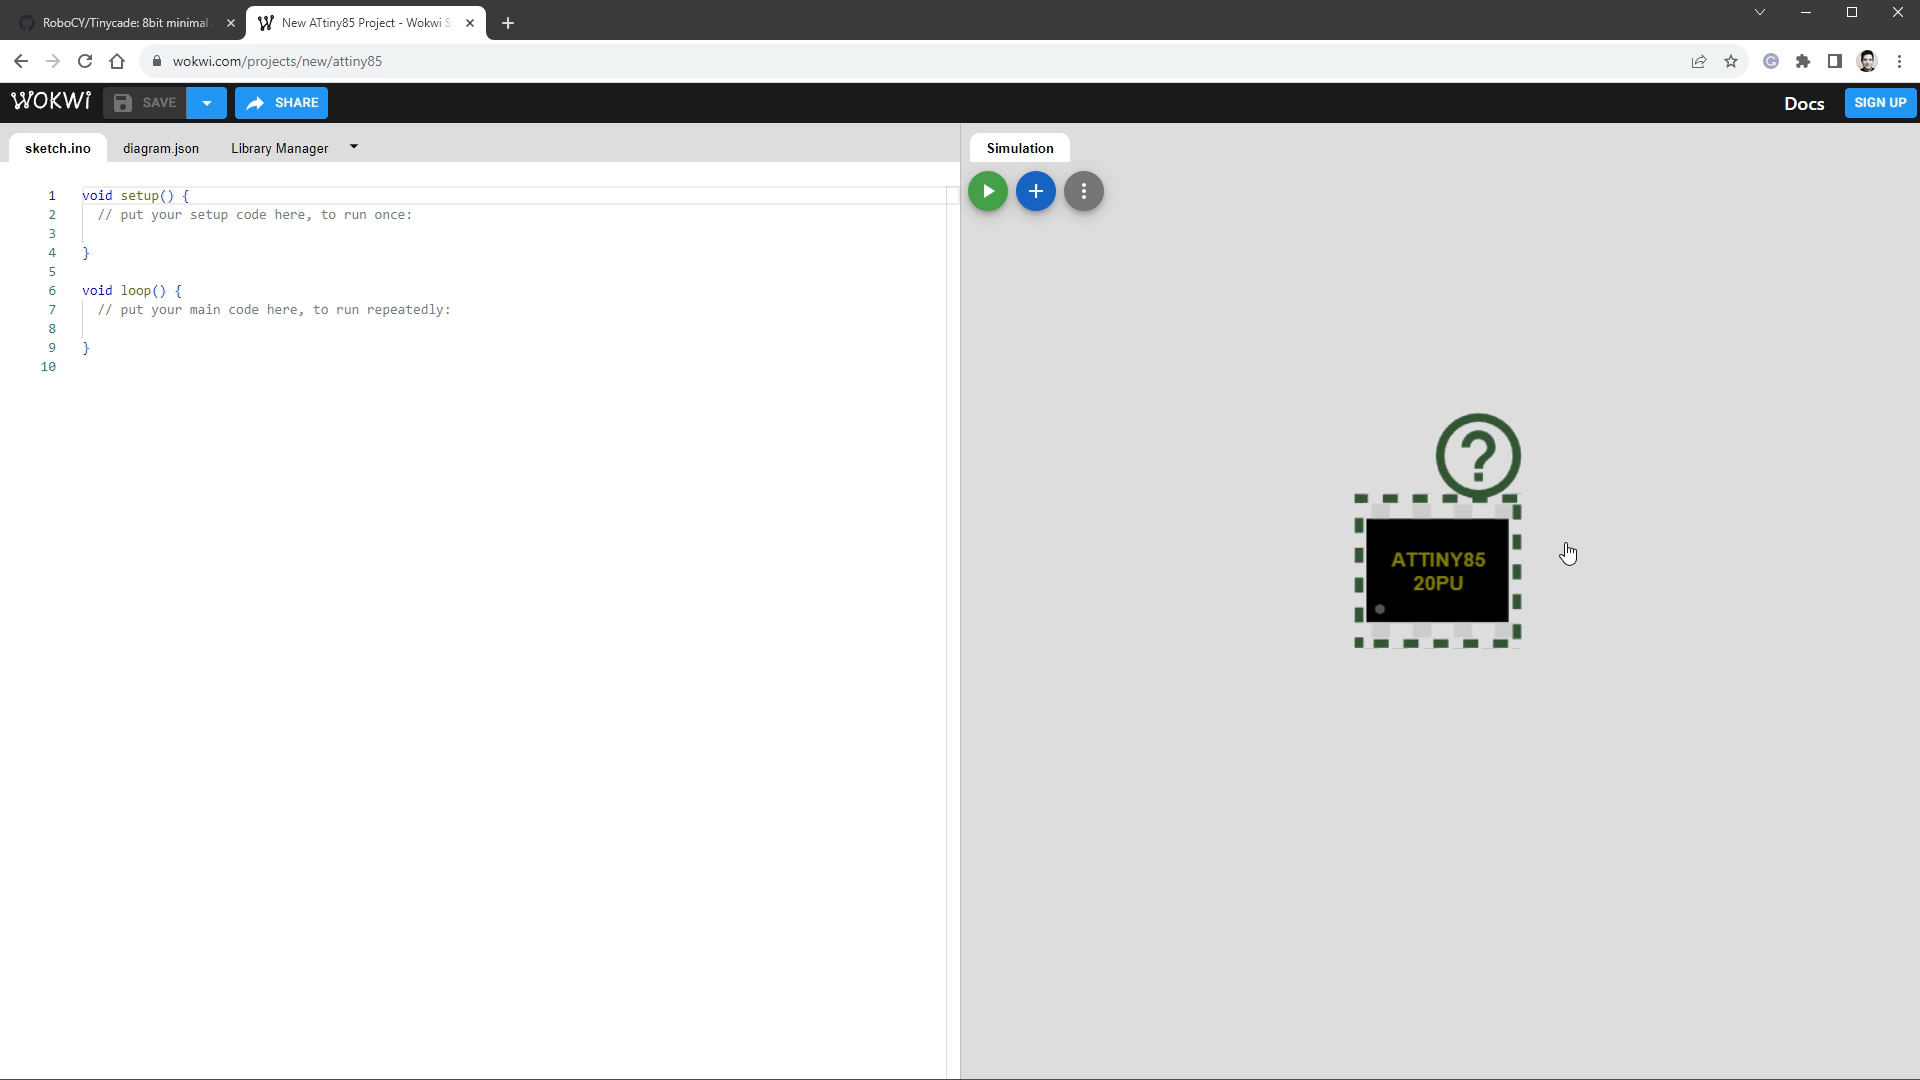 RoboCY/Tinycade: 8bit minimal
New ATtiny85 Project - Wokwi S
wokwi.com/projects/new/attiny85
WOKWi
SAVE
SHARE
Docs
SIGN UP
sketch.ino
diagram.json
Library Manager
Simulation
1 void setup() {
2 // put your setup code here, to run once:
3
4 }
5
6 void loop() {
7 // put your main code here, to run repeatedly:
8
9 }
10
?
ATTINY85
20PU